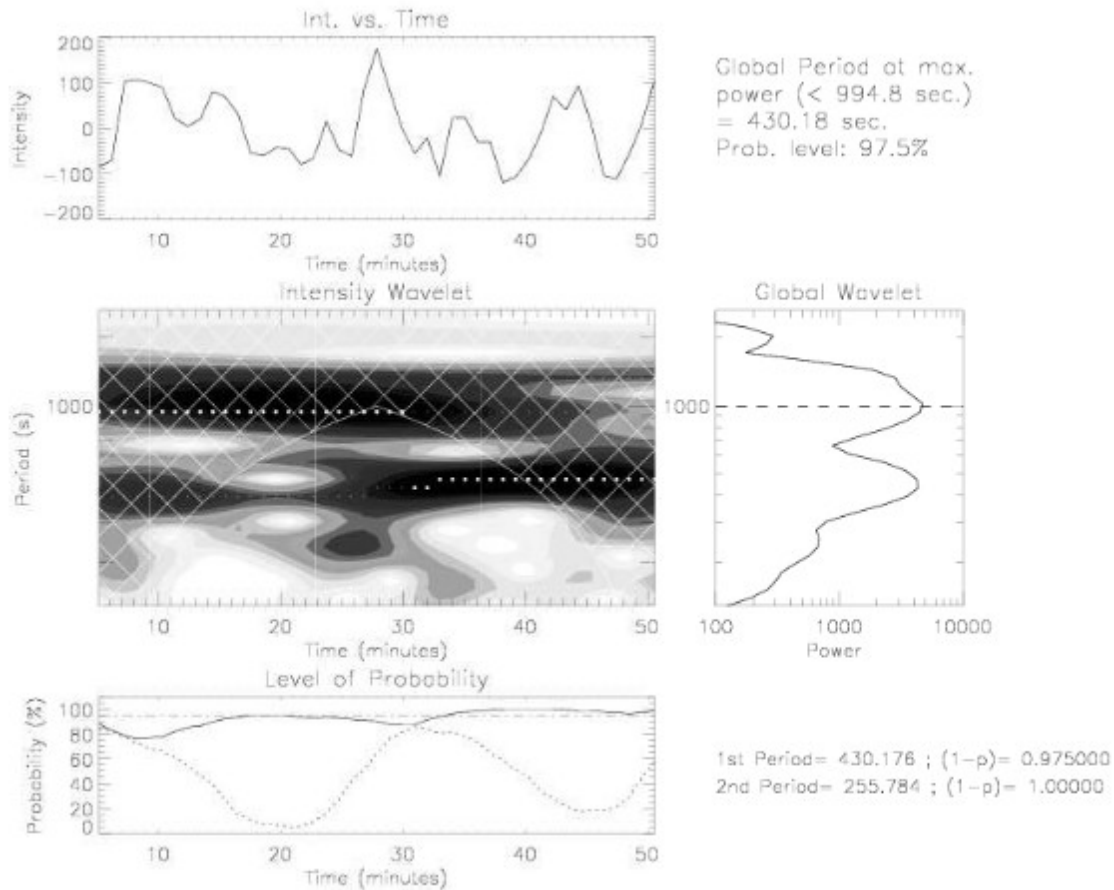 Int. vs. Time
200
100
0
-100
-200
Intensity
10 20 30 40 50
Time (minutes)
Global Period at max.
power (< 994.8 sec.)
= 430.18 sec.
Prob. level: 97.5%
Intensity Wavelet
1000
Period (s)
10 20 30 40 50
Time (minutes)
Global Wavelet
1000
100 1000 10000
Power
Level of Probability
100
80
60
40
20
0
Probability (%)
10 20 30 40 50
Time (minutes)
1st Period= 430.176 ; (1-p)= 0.975000
2nd Period= 255.784 ; (1-p)= 1.00000